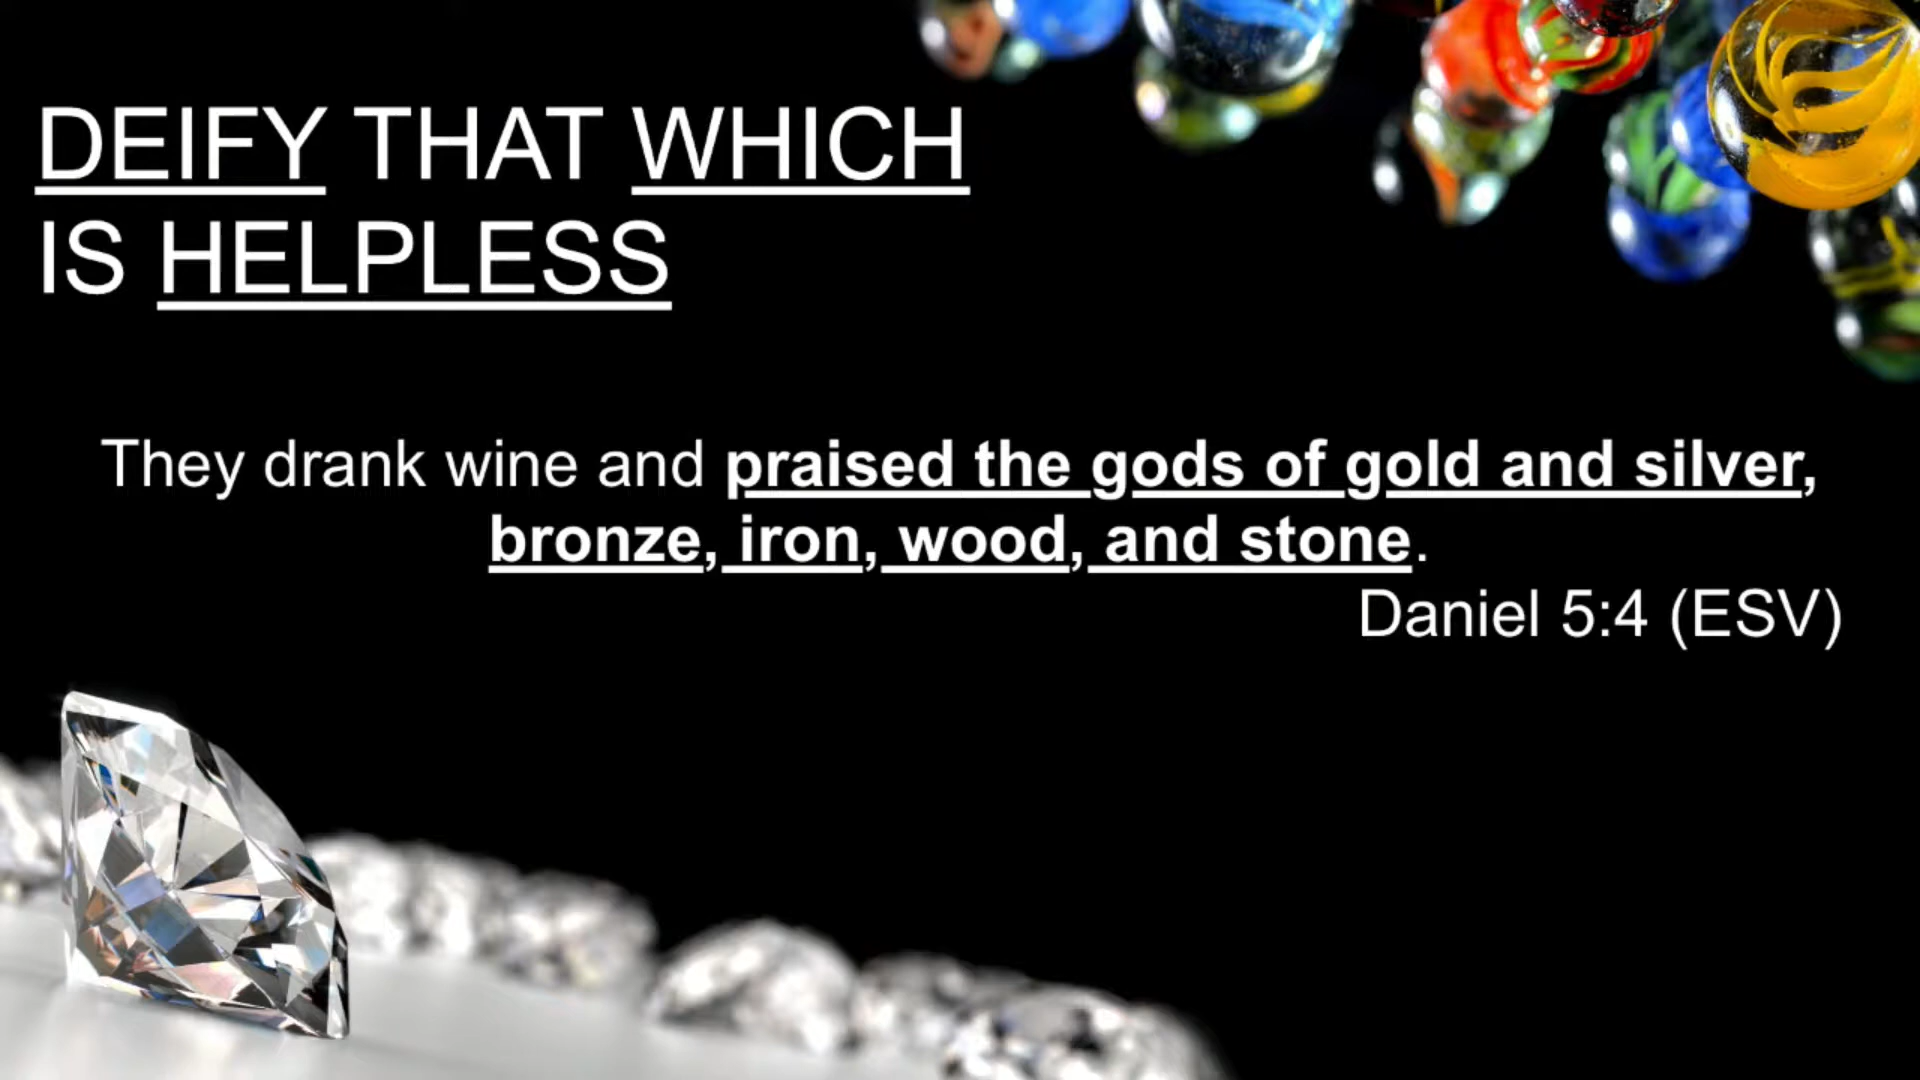 DEIFY THAT WHICH
IS HELPLESS
They drank wine and praised the gods of gold and silver,
bronze, iron, wood, and stone.
Daniel 5:4 (ESV)